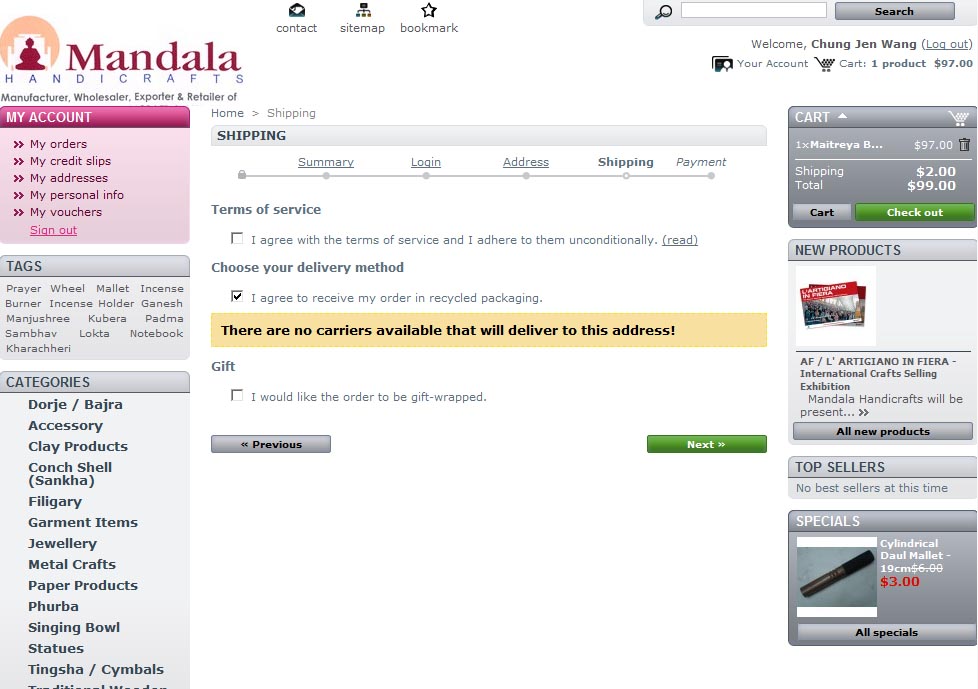 contact sitemap bookmark
Search
Welcome, Chung Jen Wang (Log out)
Your Account Cart: 1 product $97.00
Mandala
HANDICRAFTS
Manufacturer, Wholesaler, Exporter & Retailer of
MY ACCOUNT
My orders
My credit slips
My addresses
My personal info
My vouchers
Sign out
TAGS
Prayer Wheel Mallet Incense
Burner Incense Holder Ganesh
Manjushree Kubera Padma
Sambhav Lokta Notebook
Kharachheri
CATEGORIES
Dorje / Bajra
Accessory
Clay Products
Conch Shell
(Sankha)
Filigary
Garment Items
Jewellery
Metal Crafts
Paper Products
Phurba
Singing Bowl
Statues
Tingsha / Cymbals
Traditional Wooden
Home > Shipping
SHIPPING
Summary Login Address Shipping Payment
Terms of service
I agree with the terms of service and I adhere to them unconditionally. (read)
Choose your delivery method
I agree to receive my order in recycled packaging.
There are no carriers available that will deliver to this address!
Gift
I would like the order to be gift-wrapped.
« Previous
Next »
CART
1x Maitreya B... $97.00
Shipping $2.00
Total $99.00
Cart Check out
NEW PRODUCTS
L'ARTIGIANO
IN FIERA
AF / L' ARTIGIANO IN FIERA -
International Crafts Selling
Exhibition
Mandala Handicrafts will be
present... »
All new products
TOP SELLERS
No best sellers at this time
SPECIALS
Cylindrical
Daul Mallet -
19cm$6.00
$3.00
All specials